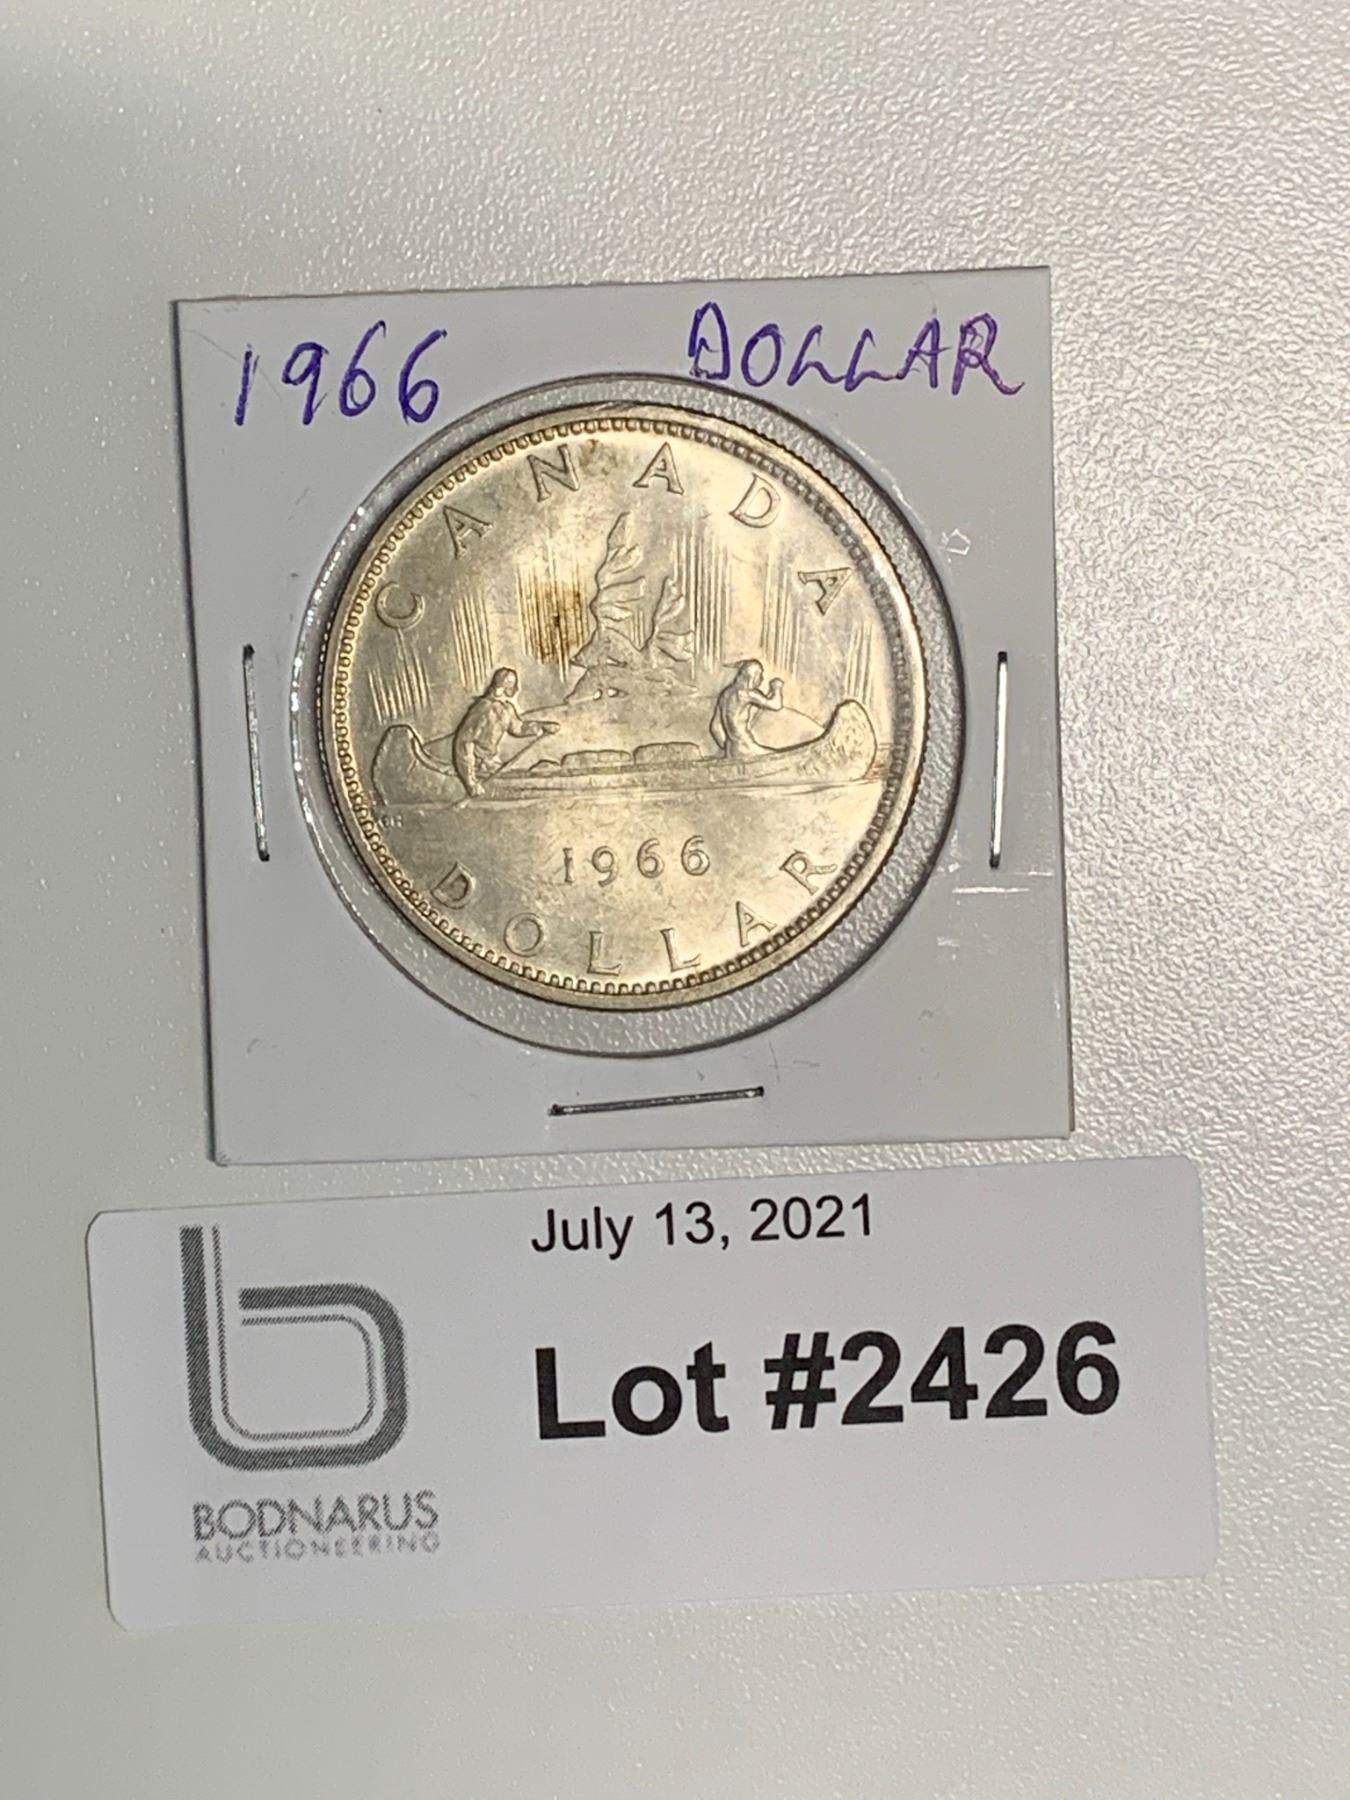 1966 DOLLAR
CANADA
1966
DOLLAR
July 13, 2021
Lot #2426
BODNARUS
AUCTIONEERING